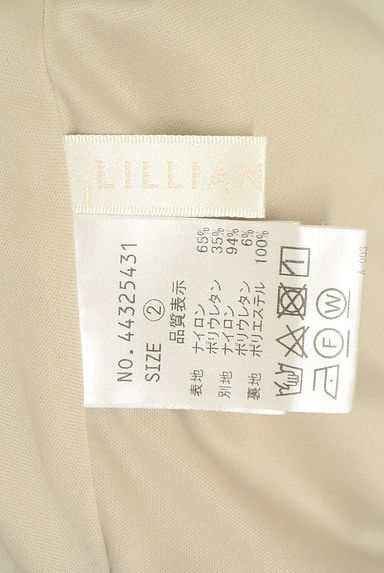 NO. 44325431
SIZE ②
品質表示
表地 ナイロン 65%
ポリウレタン 35%
別地 ナイロン 94%
ポリウレタン 6%
裏地 ポリエステル 100%
F W
A-003